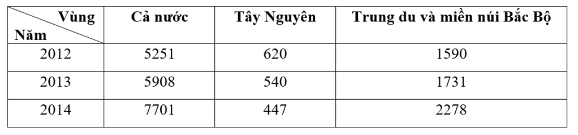 Vùng Cả nước Tây Nguyên Trung du và miền núi Bắc Bộ
Năm
2012 5251 620 1590
2013 5908 540 1731
2014 7701 447 2278